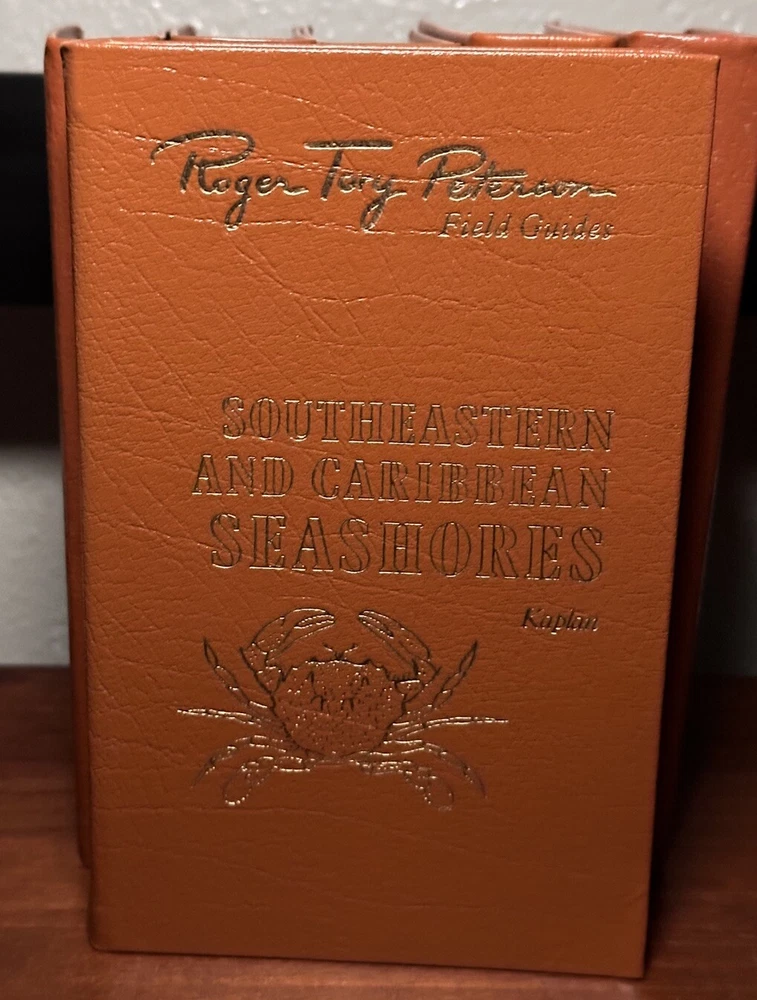 Roger Tory Peterson
Field Guides
SOUTHEASTERN
AND CARIBBEAN
SEASHORES
Kaplan